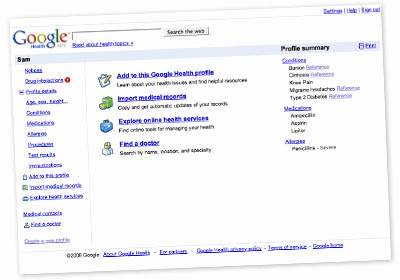 Settings | Help | Sign out
Google
Health BETA
Search the web
Read about health topics »
Sam
Notices
Drug interactions
Profile details
Age, sex, height...
Conditions
Medications
Allergies
Procedures
Test results
Immunizations
Add to this profile
Import medical records
Explore health services
Medical contacts
Find a doctor
Create a new profile
Add to this Google Health profile
Learn about your health issues and find helpful resources
Import medical records
Copy and get automatic updates of your records
Explore online health services
Find online tools for managing your health
Find a doctor
Search by name, location, and specialty
Profile summary
Print
Conditions
Bunion Reference
Cirrhosis Reference
Knee Pain
Migraine headaches Reference
Type 2 Diabetes Reference
Medications
Amoxicillin
Aspirin
Lipitor
Allergies
Penicillins - Severe
©2008 Google - About Google Health - For partners - Google Health privacy policy - Terms of service - Google home